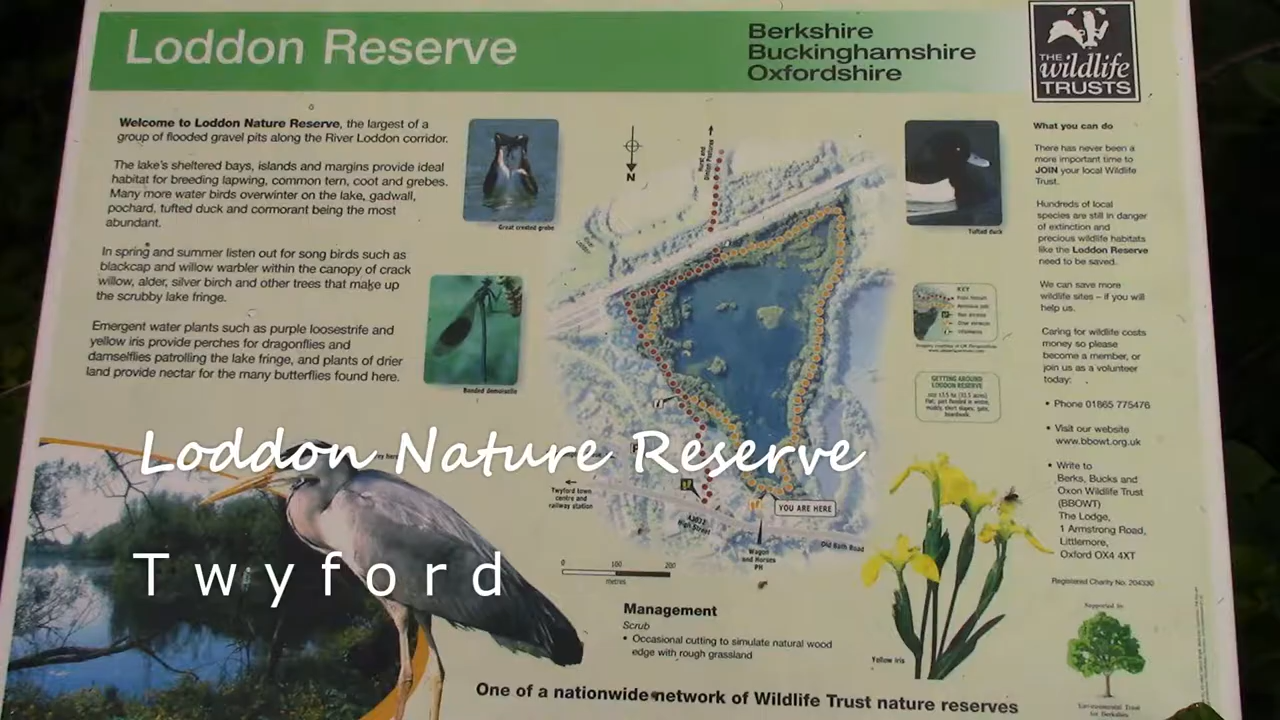 Loddon Reserve
Berkshire
Buckinghamshire
Oxfordshire
THE
wildlife
TRUSTS
Welcome to Loddon Nature Reserve, the largest of a
group of flooded gravel pits along the River Loddon corridor.
The lake's sheltered bays, islands and margins provide ideal
habitat for breeding lapwing, common tern, coot and grebes.
Many more water birds overwinter on the lake, gadwall,
pochard, tufted duck and cormorant being the most
abundant.
In spring and summer listen out for song birds such as
blackcap and willow warbler within the canopy of crack
willow, alder, silver birch and other trees that make up
the scrubby lake fringe.
Emergent water plants such as purple loosestrife and
yellow iris provide perches for dragonflies and
damselflies patrolling the lake fringe, and plants of drier
land provide nectar for the many butterflies found here.
Great crested grebe
Banded demoiselle
N
Tufted duck
KEY
GETTING AROUND
LODDON RESERVE
Twyford town
centre and
railway station
High Street
YOU ARE HERE
Old Bath Road
Wagon
and Horses
PH
0 100 200
metres
Management
Scrub
• Occasional cutting to simulate natural wood
edge with rough grassland
Yellow iris
What you can do
There has never been a
more important time to
JOIN your local Wildlife
Trust.
Hundreds of local
species are still in danger
of extinction and
precious wildlife habitats
like the Loddon Reserve
need to be saved.
We can save more
wildlife sites – if you will
help us.
Caring for wildlife costs
money so please
become a member, or
join us as a volunteer
today:
• Phone 01865 775476
• Visit our website
www.bbowt.org.uk
• Write to
Berks, Bucks and
Oxon Wildlife Trust
(BBOWT)
The Lodge,
1 Armstrong Road,
Littlemore,
Oxford OX4 4XT
Registered Charity No. 204330
Supported by
Environmental Trust
for Berkshire
One of a nationwide network of Wildlife Trust nature reserves
Loddon Nature Reserve
Twyford